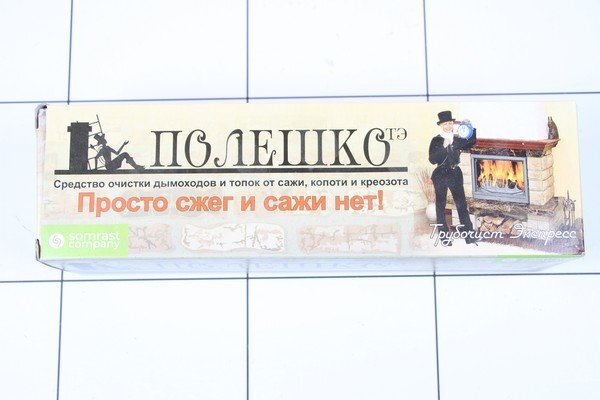 ПОЛЕШКО ТЭ
Средство очистки дымоходов и топок от сажи, копоти и креозота
Просто сжег и сажи нет!
somrast
company
Трубочист Экспресс